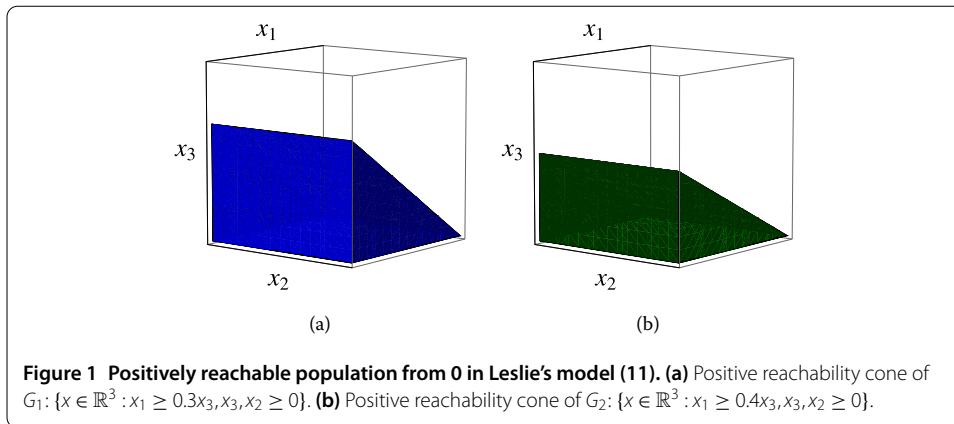 x₁
x₁
x₃
x₃
x₂
x₂
(a)
(b)
Figure 1 Positively reachable population from 0 in Leslie's model (11). (a) Positive reachability cone of
G₁: {x ∈ ℝ³ : x₁ ≥ 0.3x₃, x₃, x₂ ≥ 0}. (b) Positive reachability cone of G₂: {x ∈ ℝ³ : x₁ ≥ 0.4x₃, x₃, x₂ ≥ 0}.